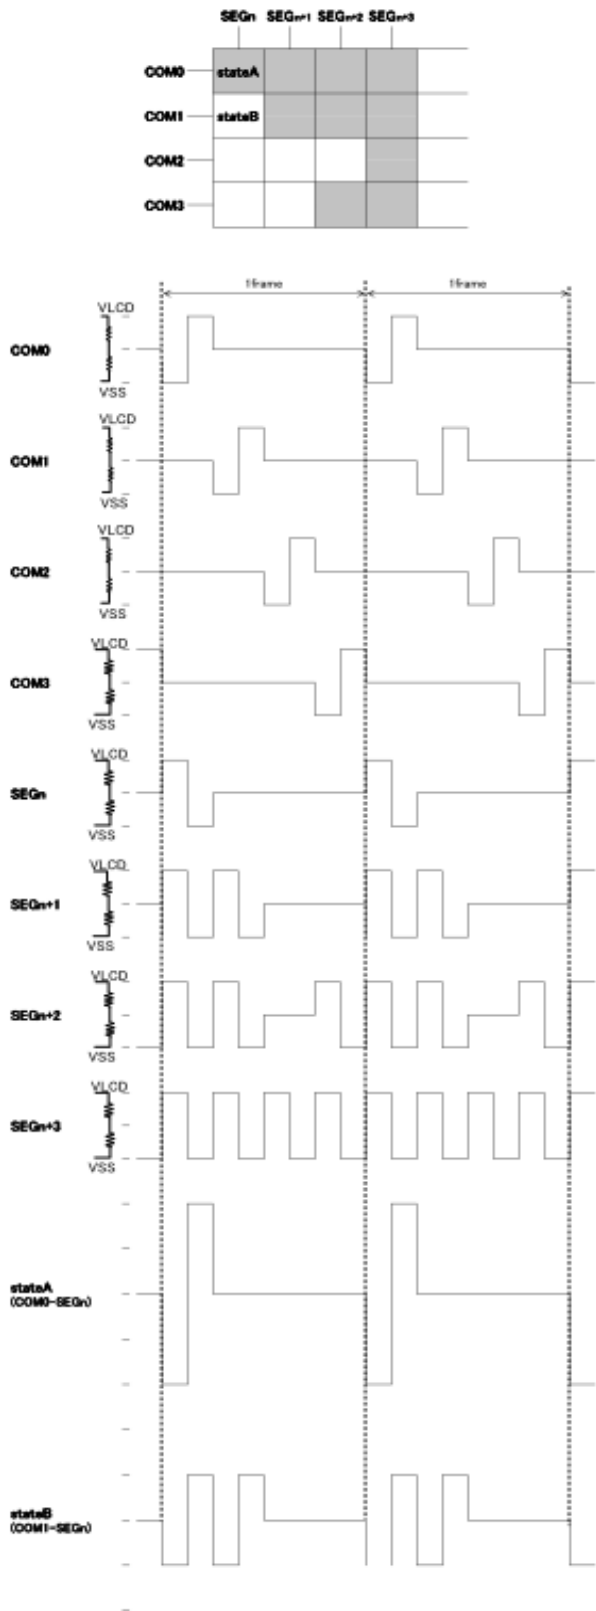 SEGn SEGn+1 SEGn+2 SEGn+3
COM0 stateA
COM1 stateB
COM2
COM3
1frame 1frame
VLCD
COM0
VSS
VLCD
COM1
VSS
VLCD
COM2
VSS
VLCD
COM3
VSS
VLCD
SEGn
VSS
VLCD
SEGn+1
VSS
VLCD
SEGn+2
VSS
VLCD
SEGn+3
VSS
stateA
(COM0-SEGn)
stateB
(COM1-SEGn)